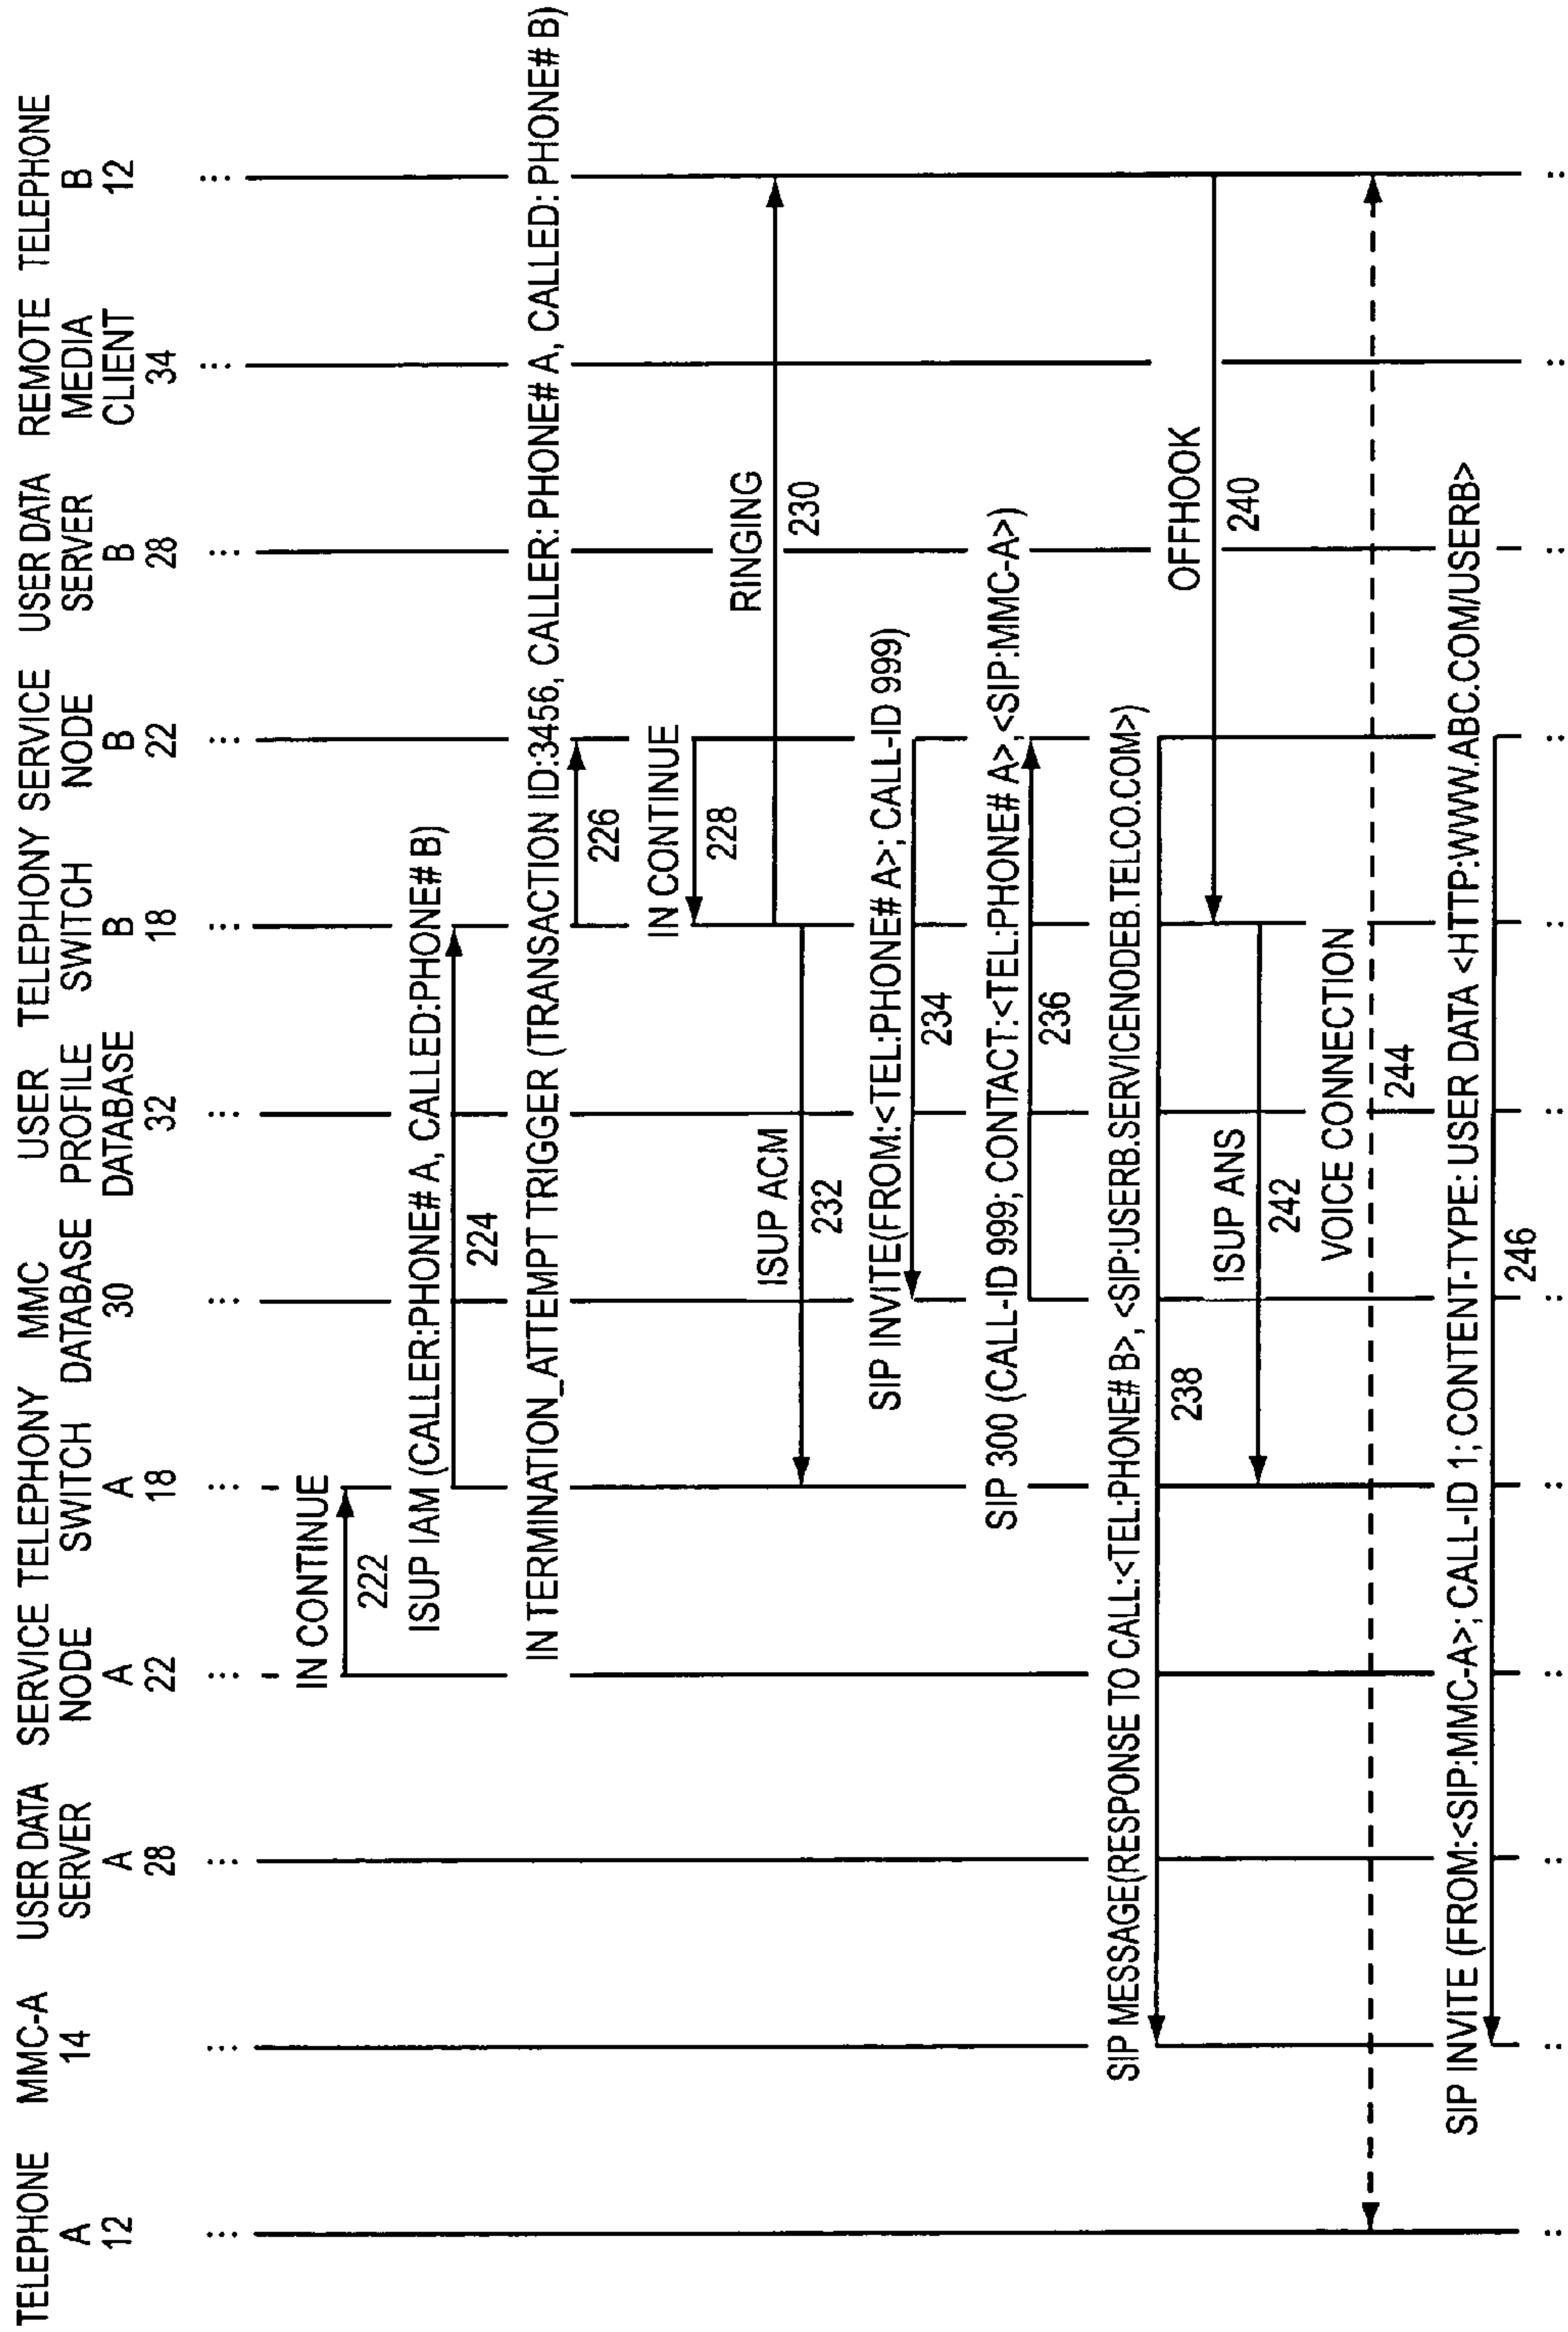 TELEPHONE
A
12
MMC-A
14
USER DATA
SERVER
A
28
SERVICE
NODE
A
22
TELEPHONY
SWITCH
A
18
MMC
DATABASE
30
USER
PROFILE
DATABASE
32
TELEPHONY
SWITCH
B
18
SERVICE
NODE
B
22
USER DATA
SERVER
B
28
REMOTE
MEDIA
CLIENT
34
TELEPHONE
B
12
IN CONTINUE
222
ISUP IAM (CALLER:PHONE# A, CALLED:PHONE# B)
224
IN TERMINATION_ATTEMPT TRIGGER (TRANSACTION ID:3456, CALLER: PHONE# A, CALLED: PHONE# B)
226
IN CONTINUE
228
RINGING
230
ISUP ACM
232
SIP INVITE(FROM:<TEL:PHONE# A>; CALL-ID 999)
234
SIP 300 (CALL-ID 999; CONTACT:<TEL:PHONE# A>,<SIP:MMC-A>)
236
SIP MESSAGE(RESPONSE TO CALL:<TEL:PHONE# B>, <SIP:USERB.SERVICENODEB.TELCO.COM>)
238
OFFHOOK
240
ISUP ANS
242
VOICE CONNECTION
244
SIP INVITE (FROM:<SIP:MMC-A>; CALL-ID 1; CONTENT-TYPE: USER DATA <HTTP:WWW.ABC.COM/USERB>
246